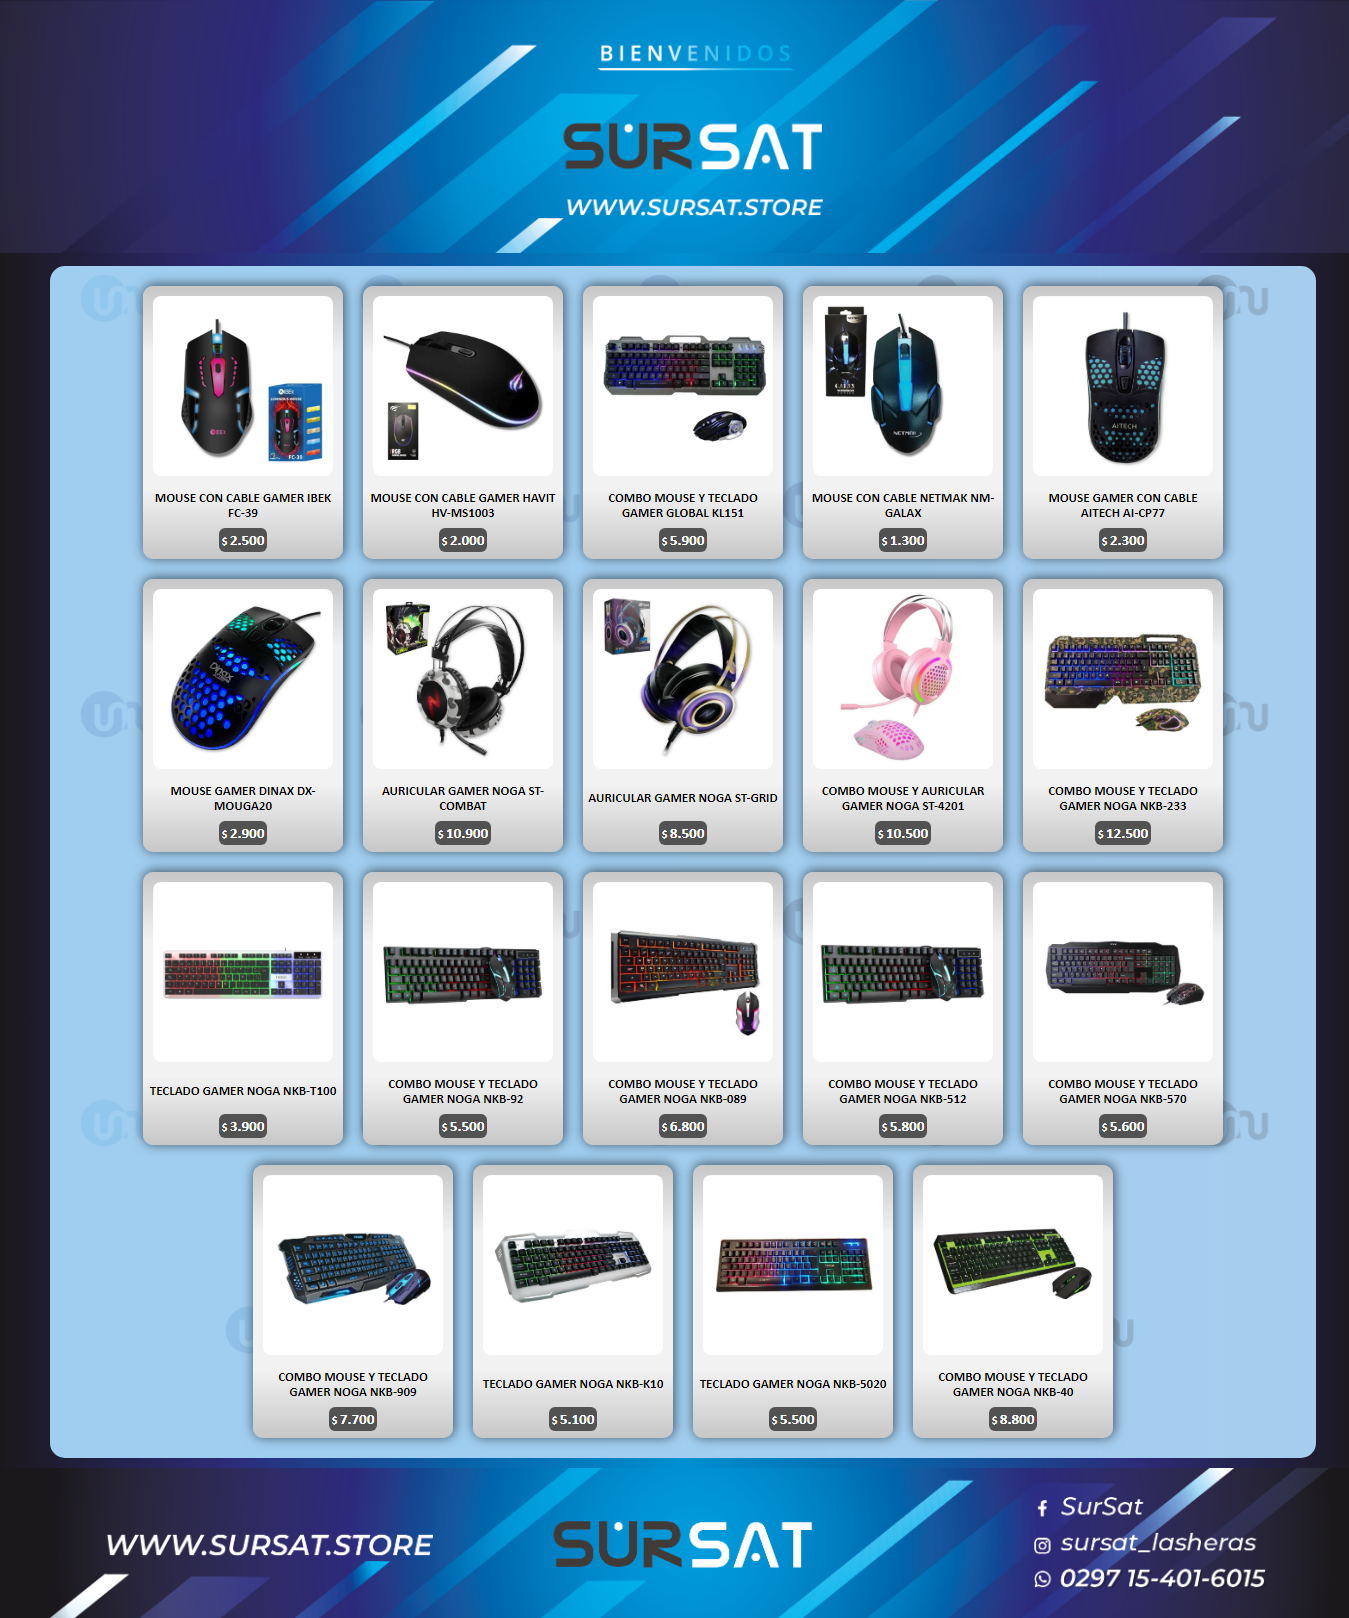 BIENVENIDOS
SURSAT
WWW.SURSAT.STORE
MOUSE CON CABLE GAMER IBEK
FC-39
$ 2.500
MOUSE CON CABLE GAMER HAVIT
HV-MS1003
$ 2.000
COMBO MOUSE Y TECLADO
GAMER GLOBAL KL151
$ 5.900
MOUSE CON CABLE NETMAK NM-
GALAX
$ 1.300
MOUSE GAMER CON CABLE
AITECH AI-CP77
$ 2.300
MOUSE GAMER DINAX DX-
MOUGA20
$ 2.900
AURICULAR GAMER NOGA ST-
COMBAT
$ 10.900
AURICULAR GAMER NOGA ST-GRID
$ 8.500
COMBO MOUSE Y AURICULAR
GAMER NOGA ST-4201
$ 10.500
COMBO MOUSE Y TECLADO
GAMER NOGA NKB-233
$ 12.500
TECLADO GAMER NOGA NKB-T100
$ 3.900
COMBO MOUSE Y TECLADO
GAMER NOGA NKB-92
$ 5.500
COMBO MOUSE Y TECLADO
GAMER NOGA NKB-089
$ 6.800
COMBO MOUSE Y TECLADO
GAMER NOGA NKB-512
$ 5.800
COMBO MOUSE Y TECLADO
GAMER NOGA NKB-570
$ 5.600
COMBO MOUSE Y TECLADO
GAMER NOGA NKB-909
$ 7.700
TECLADO GAMER NOGA NKB-K10
$ 5.100
TECLADO GAMER NOGA NKB-5020
$ 5.500
COMBO MOUSE Y TECLADO
GAMER NOGA NKB-40
$ 8.800
WWW.SURSAT.STORE
SURSAT
SurSat
sursat_lasheras
0297 15-401-6015